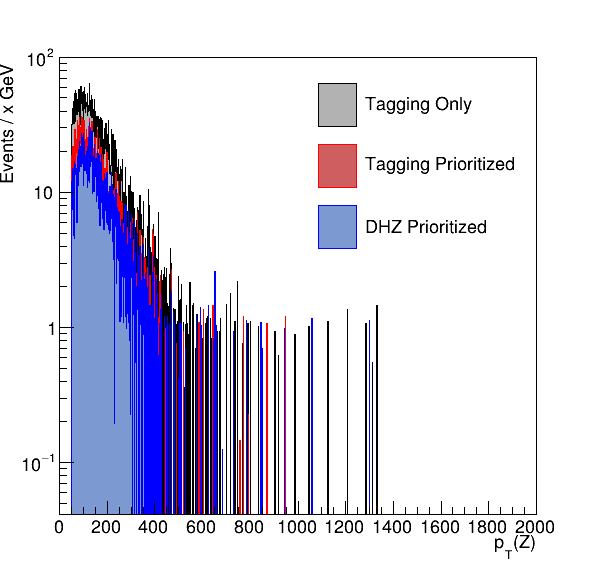 10²
Events / x GeV
Tagging Only
Tagging Prioritized
DHZ Prioritized
10
1
10⁻¹
0 200 400 600 800 1000 1200 1400 1600 1800 2000
p_T(Z)